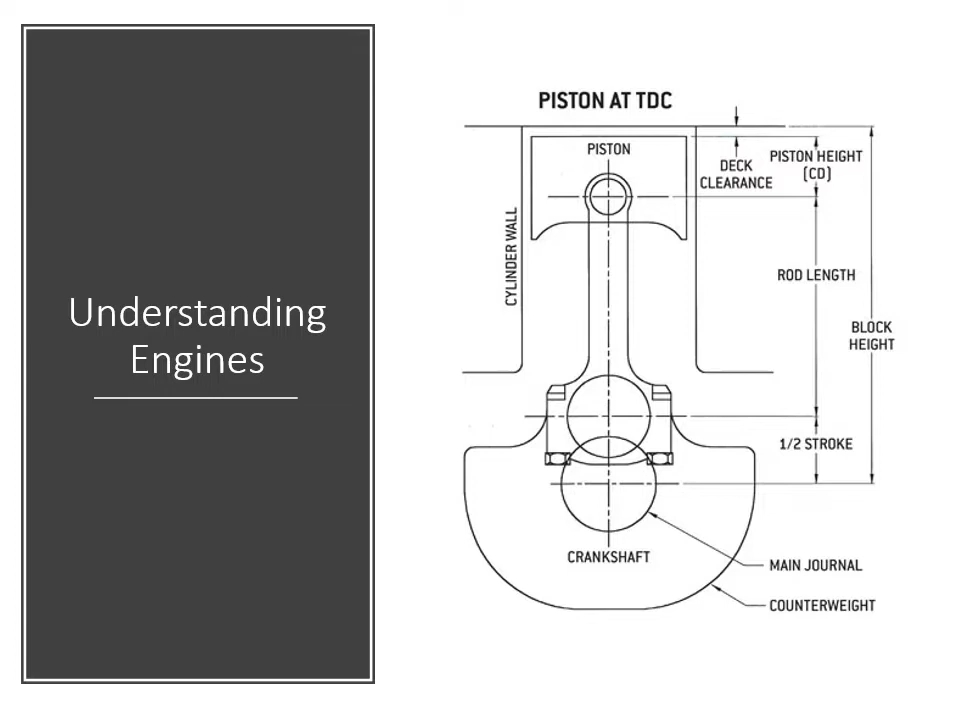 Understanding
Engines
PISTON AT TDC
PISTON
DECK
CLEARANCE
PISTON HEIGHT
(CD)
CYLINDER WALL
ROD LENGTH
BLOCK
HEIGHT
1/2 STROKE
CRANKSHAFT
MAIN JOURNAL
COUNTERWEIGHT